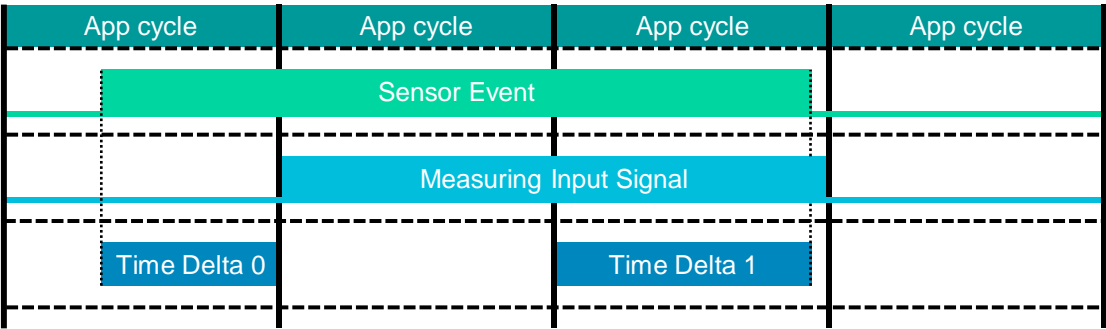 App cycle App cycle App cycle App cycle
Sensor Event
Measuring Input Signal
Time Delta 0 Time Delta 1